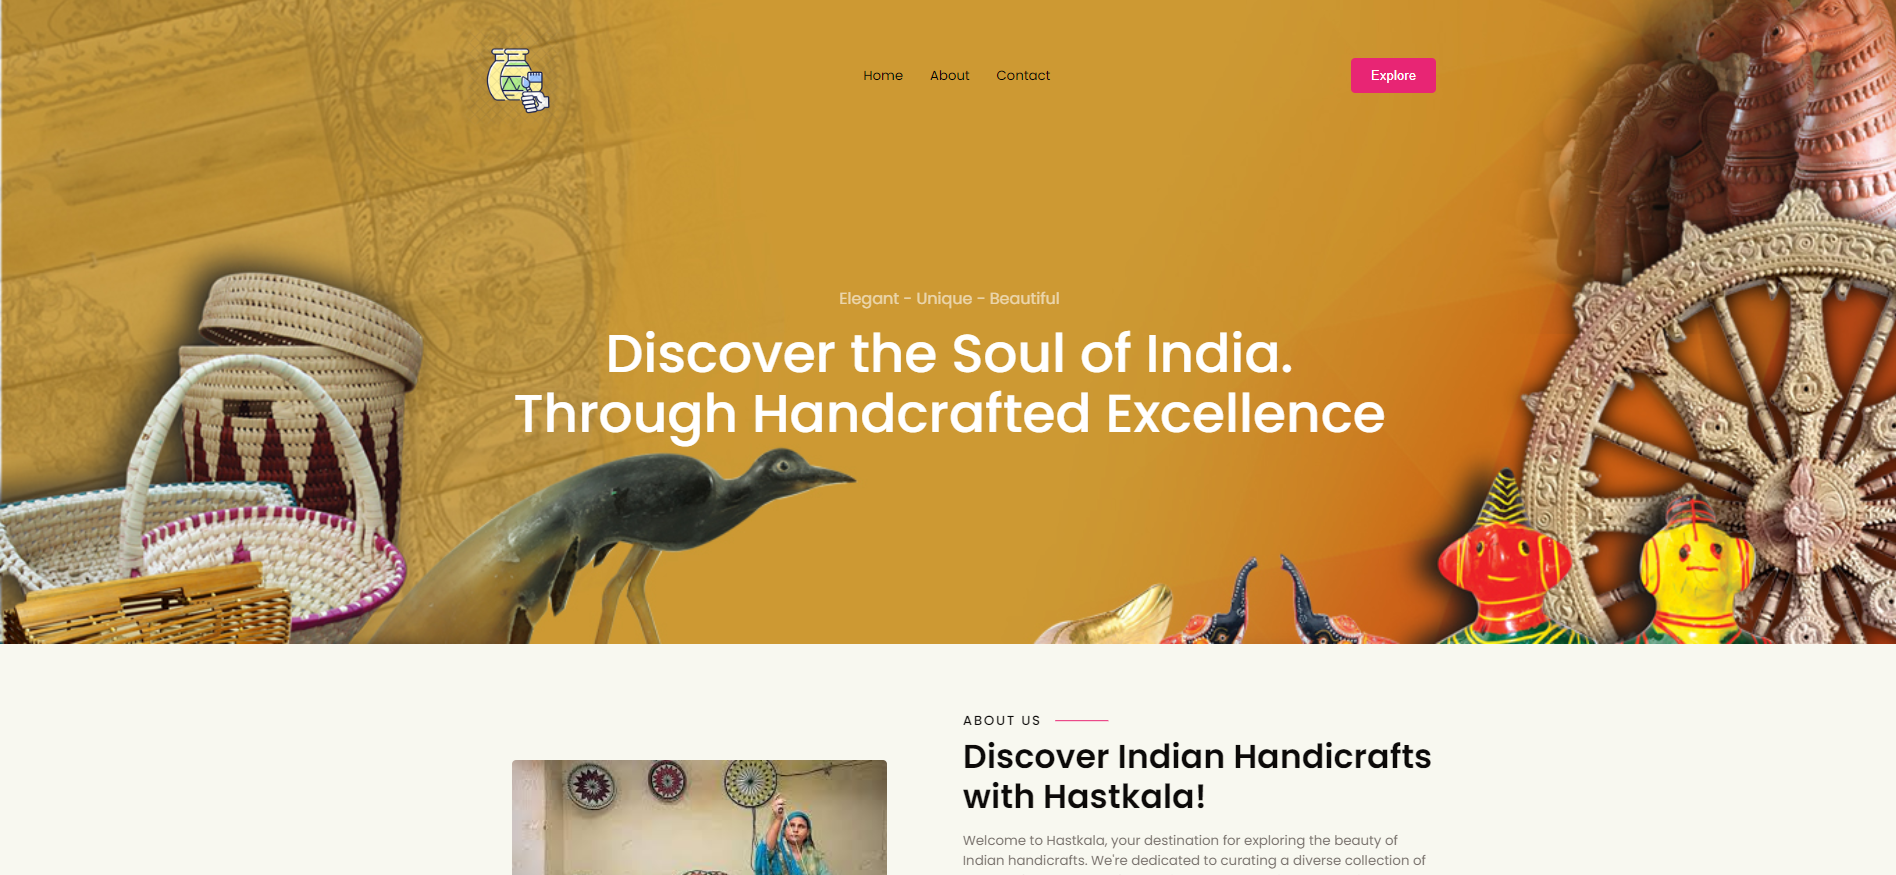 Home About Contact Explore
Elegant - Unique - Beautiful
Discover the Soul of India.
Through Handcrafted Excellence
ABOUT US
Discover Indian Handicrafts
with Hastkala!
Welcome to Hastkala, your destination for exploring the beauty of
Indian handicrafts. We're dedicated to curating a diverse collection of